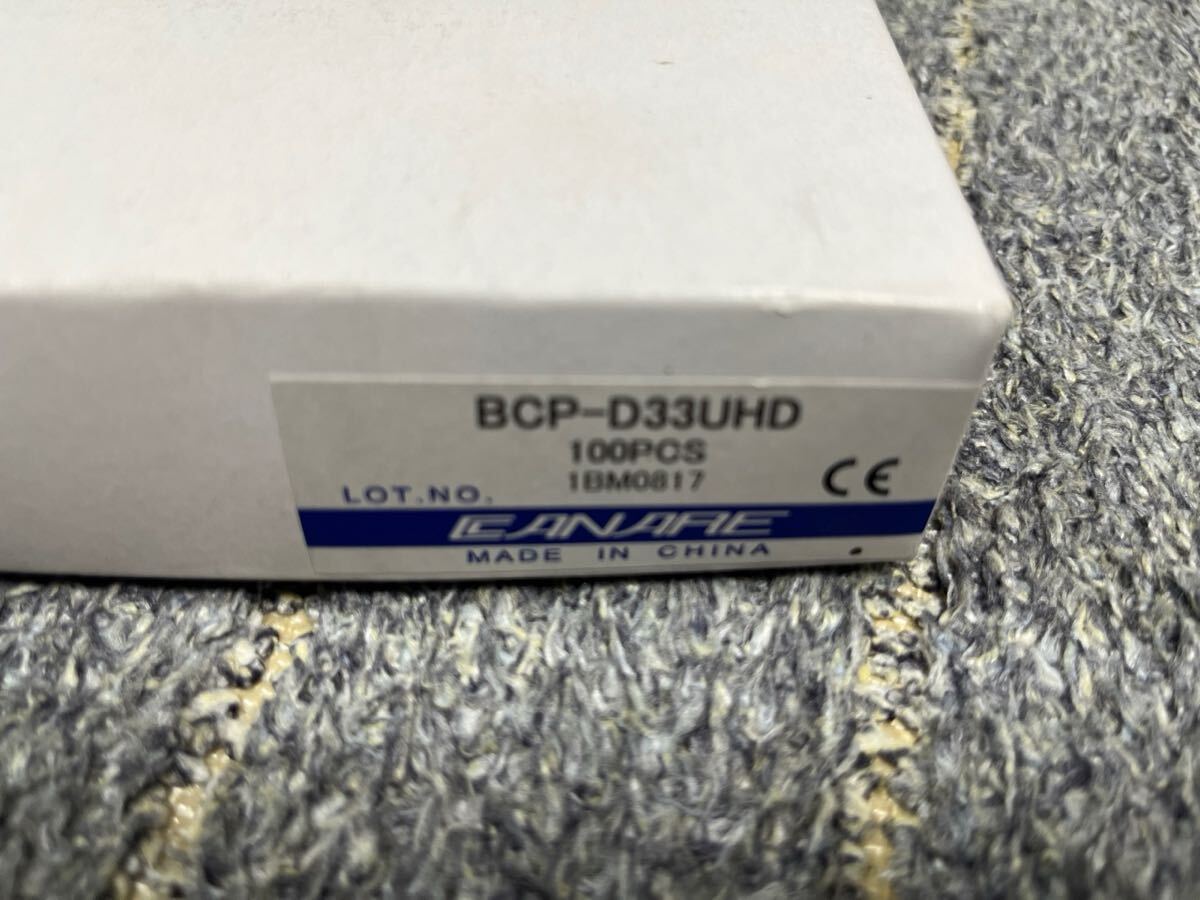 BCP-D33UHD
100PCS
LOT.NO. 1BM0817
CE
CANARE
MADE IN CHINA